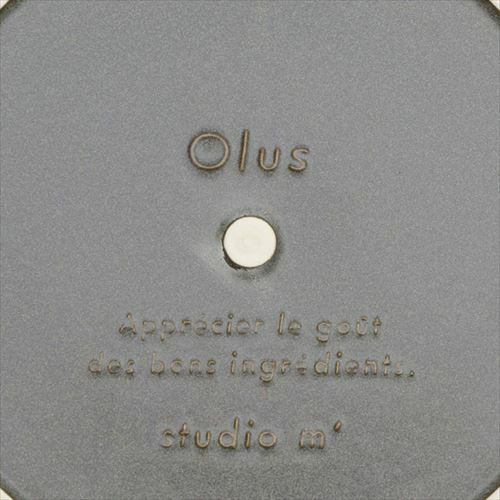 Olus
Apprécier le goût
des bons ingrédients.
studio m'